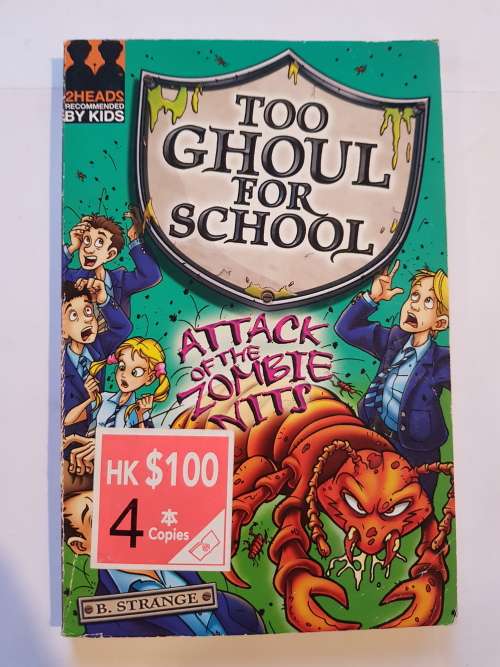 2HEADS
RECOMMENDED
BY KIDS
TOO
GHOUL
FOR
SCHOOL
ATTACK
OF THE
ZOMBIE
NITS
HK $100
4 本
Copies
B. STRANGE